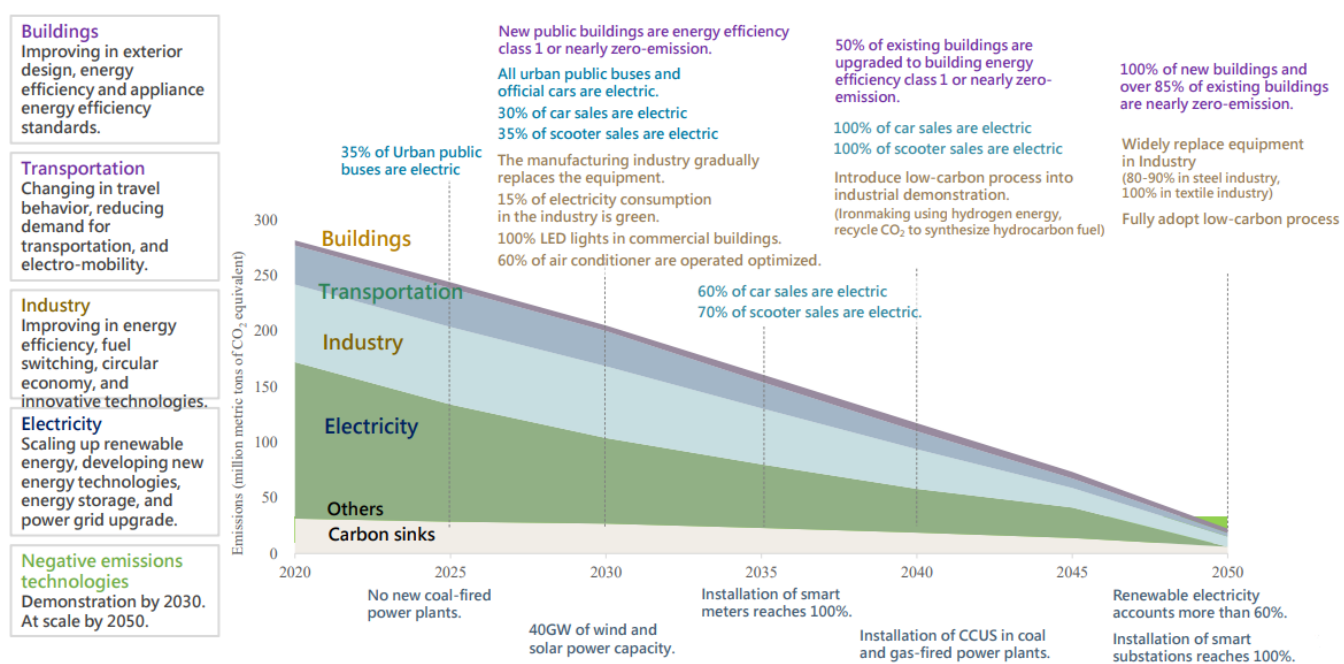 Buildings
Improving in exterior
design, energy
efficiency and appliance
energy efficiency
standards.
Transportation
Changing in travel
behavior, reducing
demand for
transportation, and
electro-mobility.
Industry
Improving in energy
efficiency, fuel
switching, circular
economy, and
innovative technologies.
Electricity
Scaling up renewable
energy, developing new
energy technologies,
energy storage, and
power grid upgrade.
Negative emissions
technologies
Demonstration by 2030.
At scale by 2050.
35% of Urban public
buses are electric
New public buildings are energy efficiency
class 1 or nearly zero-emission.
All urban public buses and
official cars are electric.
30% of car sales are electric
35% of scooter sales are electric
The manufacturing industry gradually
replaces the equipment.
15% of electricity consumption
in the industry is green.
100% LED lights in commercial buildings.
60% of air conditioner are operated optimized.
60% of car sales are electric
70% of scooter sales are electric.
50% of existing buildings are
upgraded to building energy
efficiency class 1 or nearly zero-
emission.
100% of car sales are electric
100% of scooter sales are electric
Introduce low-carbon process into
industrial demonstration.
(Ironmaking using hydrogen energy,
recycle CO₂ to synthesize hydrocarbon fuel)
100% of new buildings and
over 85% of existing buildings
are nearly zero-emission.
Widely replace equipment
in Industry
(80-90% in steel industry,
100% in textile industry)
Fully adopt low-carbon process
Emissions (million metric tons of CO₂ equivalent)
300
250
200
150
100
50
0
Buildings
Transportation
Industry
Electricity
Others
Carbon sinks
2020
2025
2030
2035
2040
2045
2050
No new coal-fired
power plants.
40GW of wind and
solar power capacity.
Installation of smart
meters reaches 100%.
Installation of CCUS in coal
and gas-fired power plants.
Renewable electricity
accounts more than 60%.
Installation of smart
substations reaches 100%.